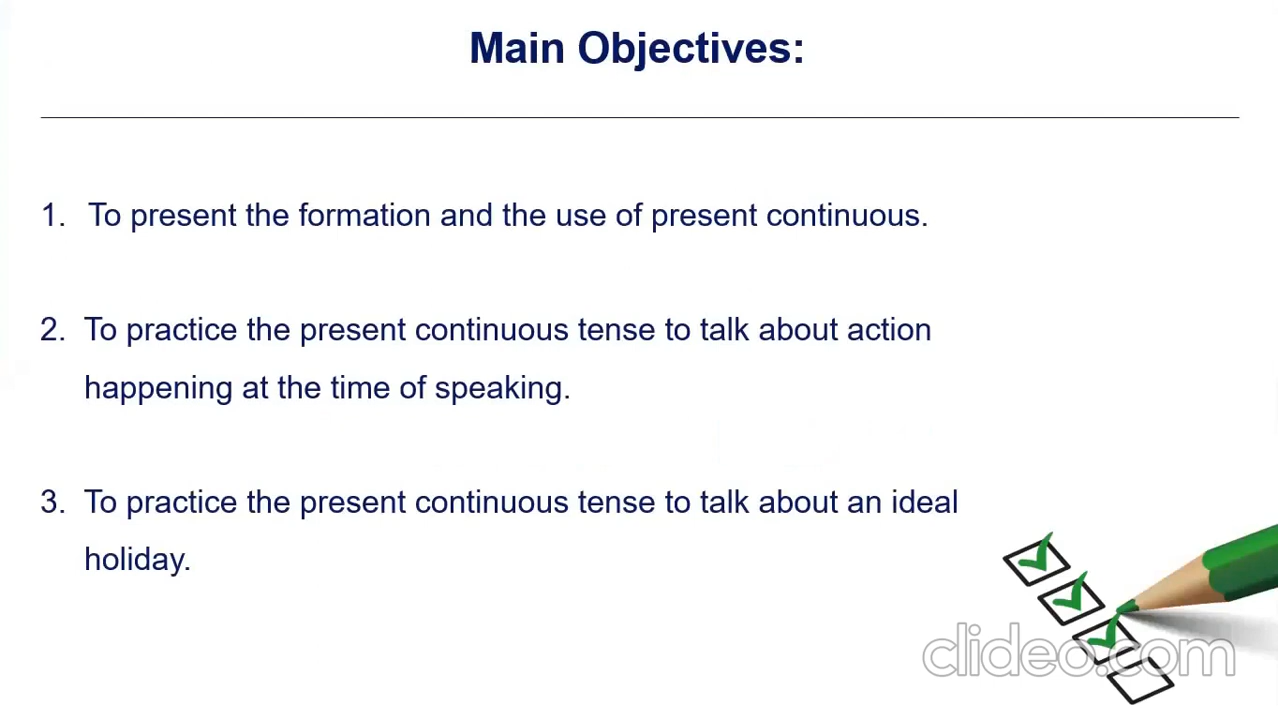 Main Objectives:
1. To present the formation and the use of present continuous.
2. To practice the present continuous tense to talk about action
happening at the time of speaking.
3. To practice the present continuous tense to talk about an ideal
holiday.
clideo.com